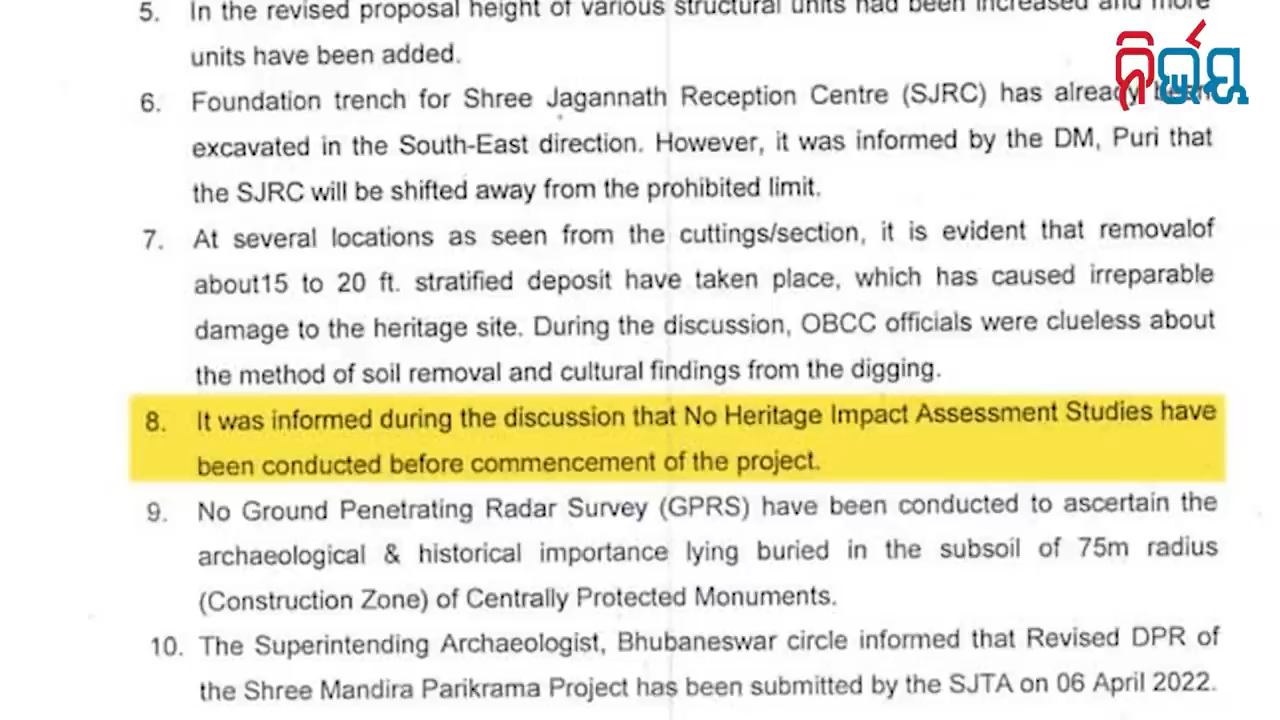 5. In the revised proposal height of various structural units had been increased and more
units have been added.
ନିର୍ଭୟ
6. Foundation trench for Shree Jagannath Reception Centre (SJRC) has already been
excavated in the South-East direction. However, it was informed by the DM, Puri that
the SJRC will be shifted away from the prohibited limit.
7. At several locations as seen from the cuttings/section, it is evident that removalof
about15 to 20 ft. stratified deposit have taken place, which has caused irreparable
damage to the heritage site. During the discussion, OBCC officials were clueless about
the method of soil removal and cultural findings from the digging.
8. It was informed during the discussion that No Heritage Impact Assessment Studies have
been conducted before commencement of the project.
9. No Ground Penetrating Radar Survey (GPRS) have been conducted to ascertain the
archaeological & historical importance lying buried in the subsoil of 75m radius
(Construction Zone) of Centrally Protected Monuments.
10. The Superintending Archaeologist, Bhubaneswar circle informed that Revised DPR of
the Shree Mandira Parikrama Project has been submitted by the SJTA on 06 April 2022.